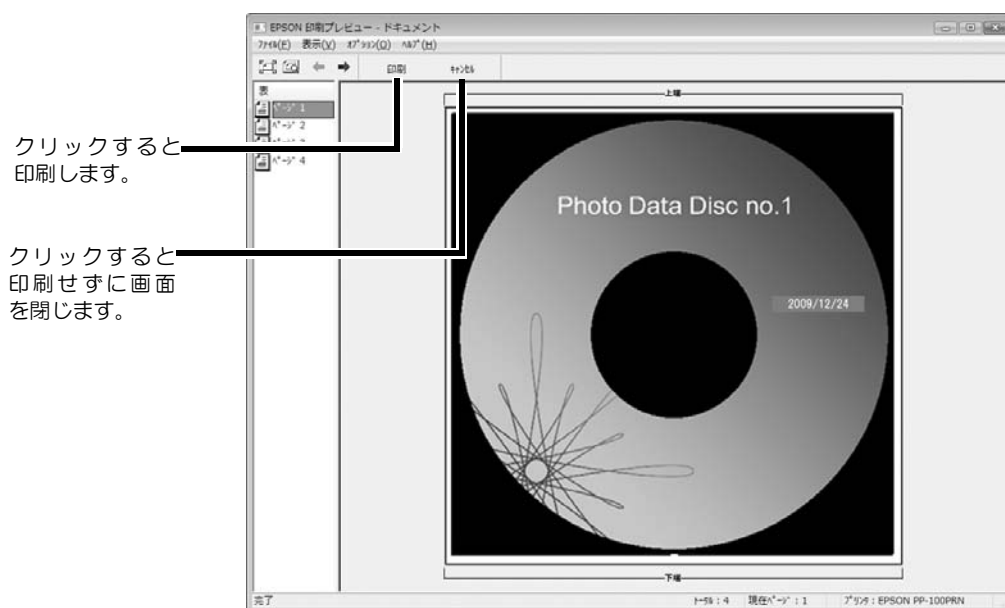 EPSON 印刷プレビュー - ドキュメント
ファイル(F) 表示(V) オプション(O) ヘルプ(H)
印刷 キャンセル
表
ページ 1
ページ 2
ページ 4
クリックすると
印刷します。
クリックすると
印刷せずに画面
を閉じます。
上端
Photo Data Disc no.1
2009/12/24
下端
完了 トータル : 4 現在ページ : 1 プリンタ : EPSON PP-100PRN